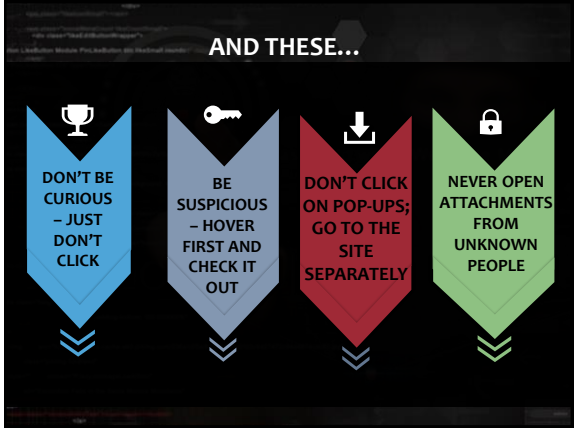 AND THESE...
DON'T BE
CURIOUS
– JUST
DON'T
CLICK
BE
SUSPICIOUS
– HOVER
FIRST AND
CHECK IT
OUT
DON'T CLICK
ON POP-UPS;
GO TO THE
SITE
SEPARATELY
NEVER OPEN
ATTACHMENTS
FROM
UNKNOWN
PEOPLE